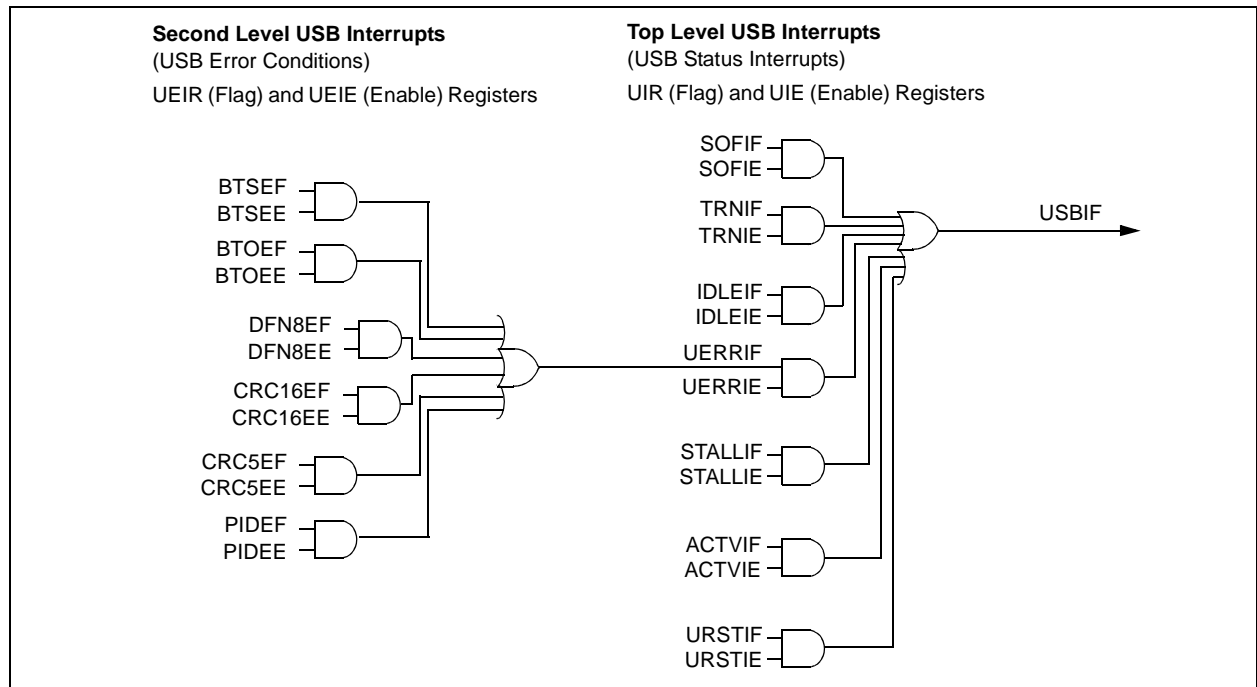 Second Level USB Interrupts
(USB Error Conditions)
UEIR (Flag) and UEIE (Enable) Registers
BTSEF
BTSEE
BTOEF
BTOEE
DFN8EF
DFN8EE
CRC16EF
CRC16EE
CRC5EF
CRC5EE
PIDEF
PIDEE
Top Level USB Interrupts
(USB Status Interrupts)
UIR (Flag) and UIE (Enable) Registers
SOFIF
SOFIE
TRNIF
TRNIE
IDLEIF
IDLEIE
UERRIF
UERRIE
STALLIF
STALLIE
ACTVIF
ACTVIE
URSTIF
URSTIE
USBIF